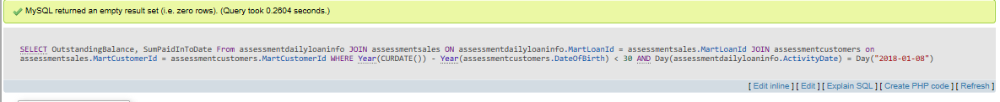 MySQL returned an empty result set (i.e. zero rows). (Query took 0.2604 seconds.)
SELECT OutstandingBalance, SumPaidInToDate From assessmentdailyloaninfo JOIN assessmentsales ON assessmentdailyloaninfo.MartLoanId = assessmentsales.MartLoanId JOIN assessmentcustomers on
assessmentsales.MartCustomerId = assessmentcustomers.MartCustomerId WHERE Year(CURDATE()) - Year(assessmentcustomers.DateOfBirth) < 30 AND Day(assessmentdailyloaninfo.ActivityDate) = Day("2018-01-08")
[ Edit inline ] [ Edit ] [ Explain SQL ] [ Create PHP code ] [ Refresh ]